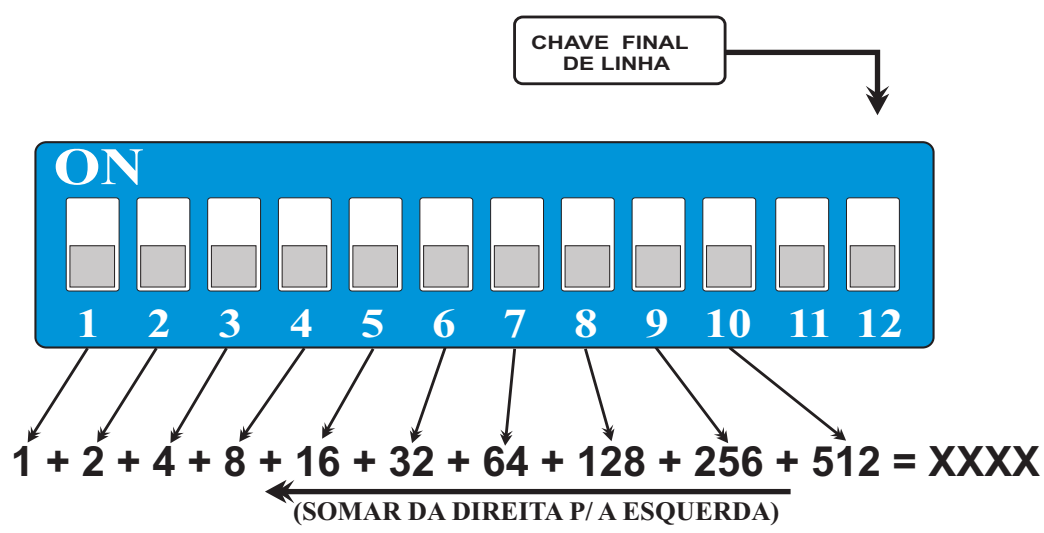 CHAVE FINAL
DE LINHA
ON
1 2 3 4 5 6 7 8 9 10 11 12
1 + 2 + 4 + 8 + 16 + 32 + 64 + 128 + 256 + 512 = XXXX
(SOMAR DA DIREITA P/ A ESQUERDA)